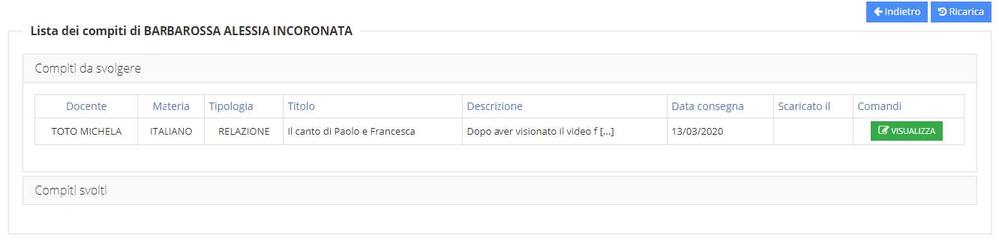 Indietro Ricarica
Lista dei compiti di BARBAROSSA ALESSIA INCORONATA
Compiti da svolgere
Docente Materia Tipologia Titolo Descrizione Data consegna Scaricato il Comandi
TOTO MICHELA ITALIANO RELAZIONE Il canto di Paolo e Francesca Dopo aver visionato il video f [...] 13/03/2020 VISUALIZZA
Compiti svolti